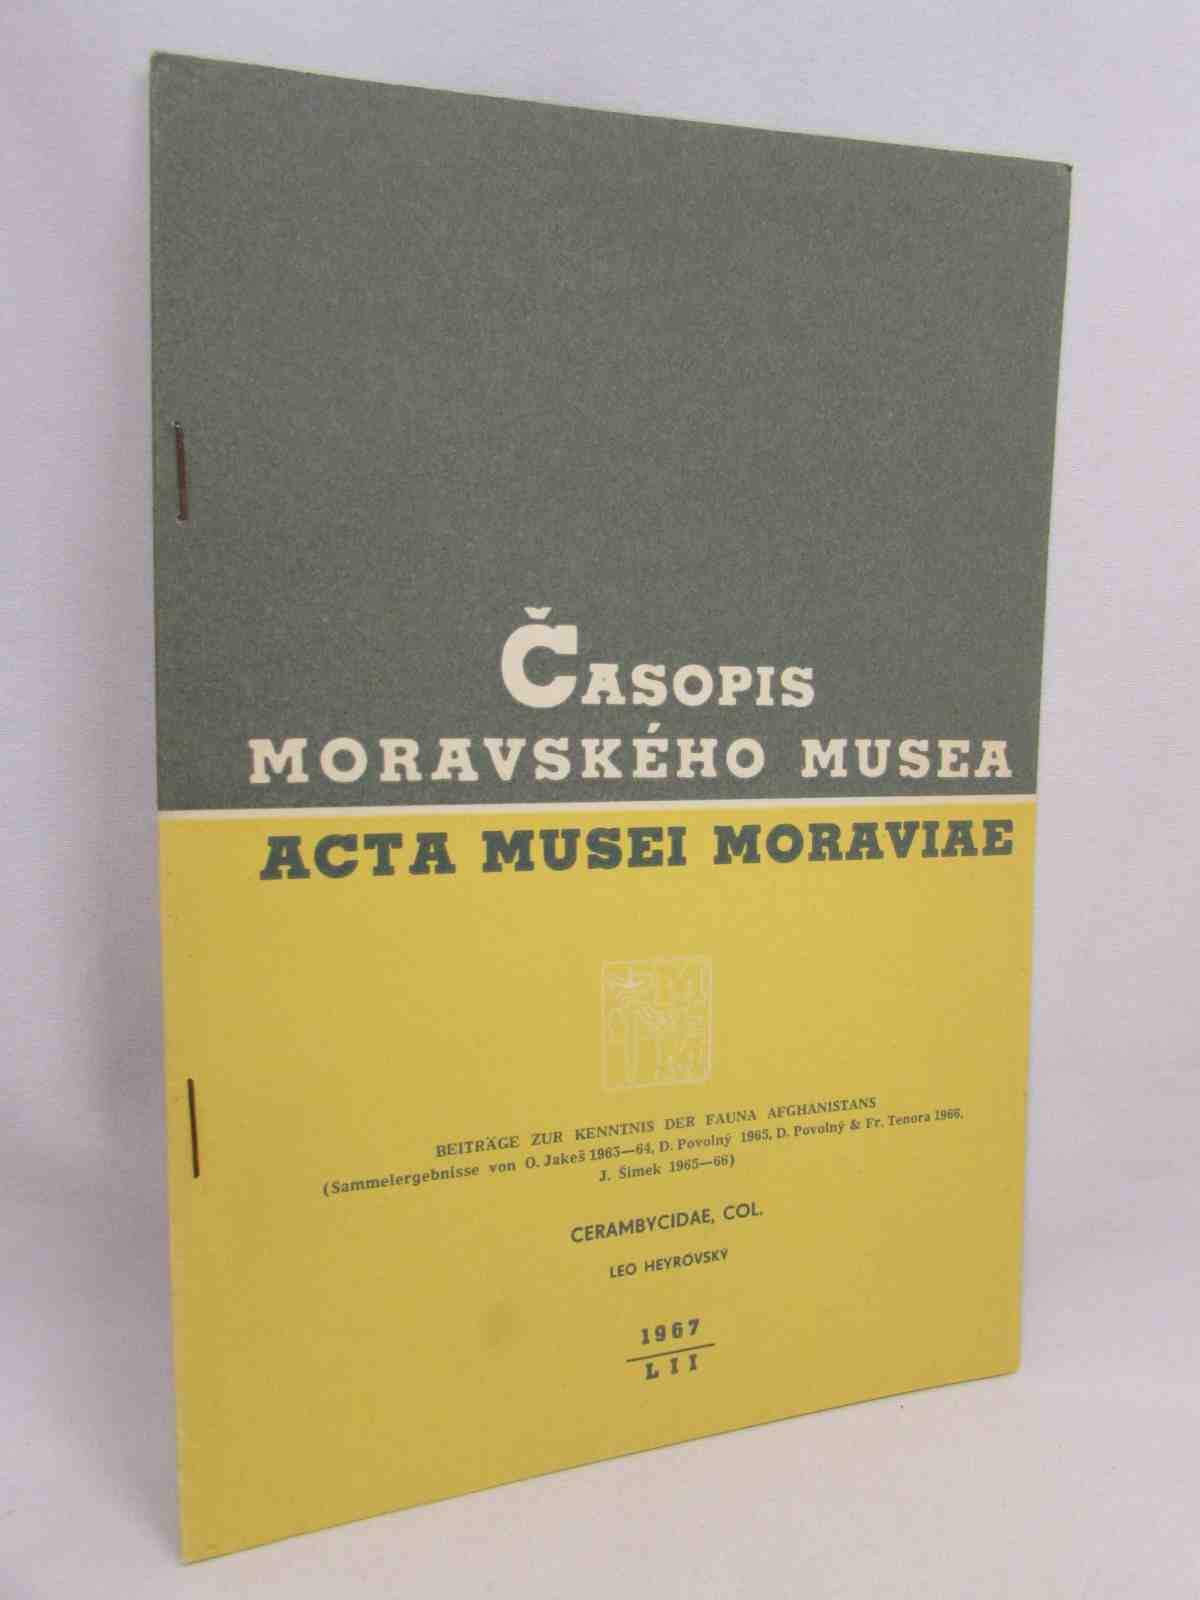 ČASOPIS
MORAVSKÉHO MUSEA
ACTA MUSEI MORAVIAE
MM
M
BEITRÄGE ZUR KENNTNIS DER FAUNA AFGHANISTANS
(Sammelergebnisse von O. Jakeš 1963—64, D. Povolný 1965, D. Povolný & Fr. Tenora 1966,
J. Šimek 1965—66)
CERAMBYCIDAE, COL.
LEO HEYROVSKÝ
1967
LII